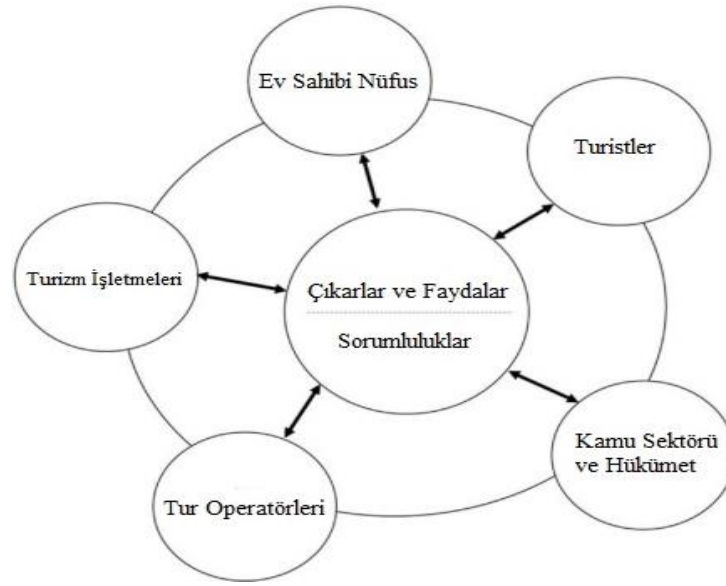 Ev Sahibi Nüfus
Turistler
Turizm İşletmeleri
Çıkarlar ve Faydalar
Sorumluluklar
Kamu Sektörü
ve Hükümet
Tur Operatörleri